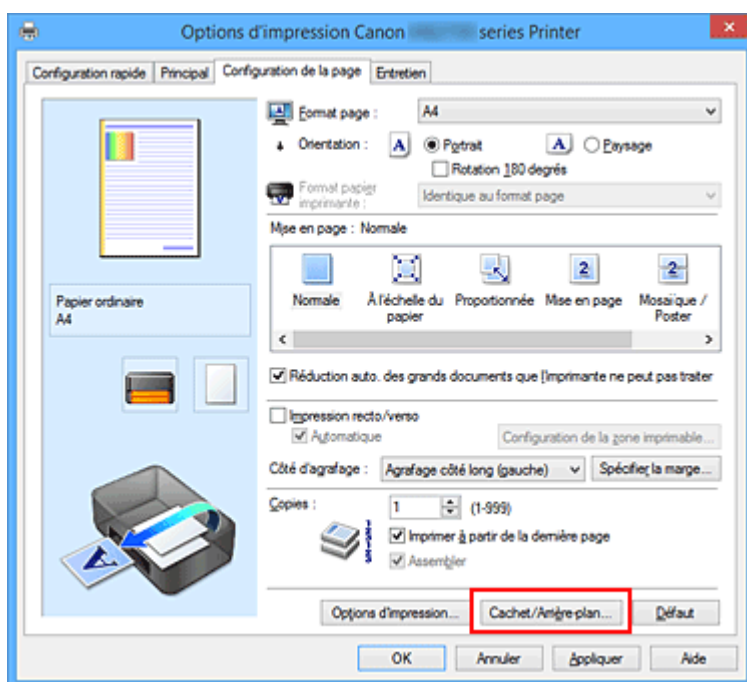 Options d'impression Canon series Printer
Configuration rapide Principal Configuration de la page Entretien
Format page : A4
Orientation : A Portrait A Paysage
Rotation 180 degrés
Format papier imprimante : Identique au format page
Mise en page : Normale
2 2
Normale À l'échelle du papier Proportionnée Mise en page Mosaïque / Poster
Papier ordinaire
A4
Réduction auto. des grands documents que l'imprimante ne peut pas traiter
Impression recto/verso
Automatique Configuration de la zone imprimable...
Côté d'agrafage : Agrafage côté long (gauche) Spécifier la marge...
Copies : 1 (1-999)
Imprimer à partir de la dernière page
Assembler
Options d'impression... Cachet/Arrière-plan... Défaut
OK Annuler Appliquer Aide